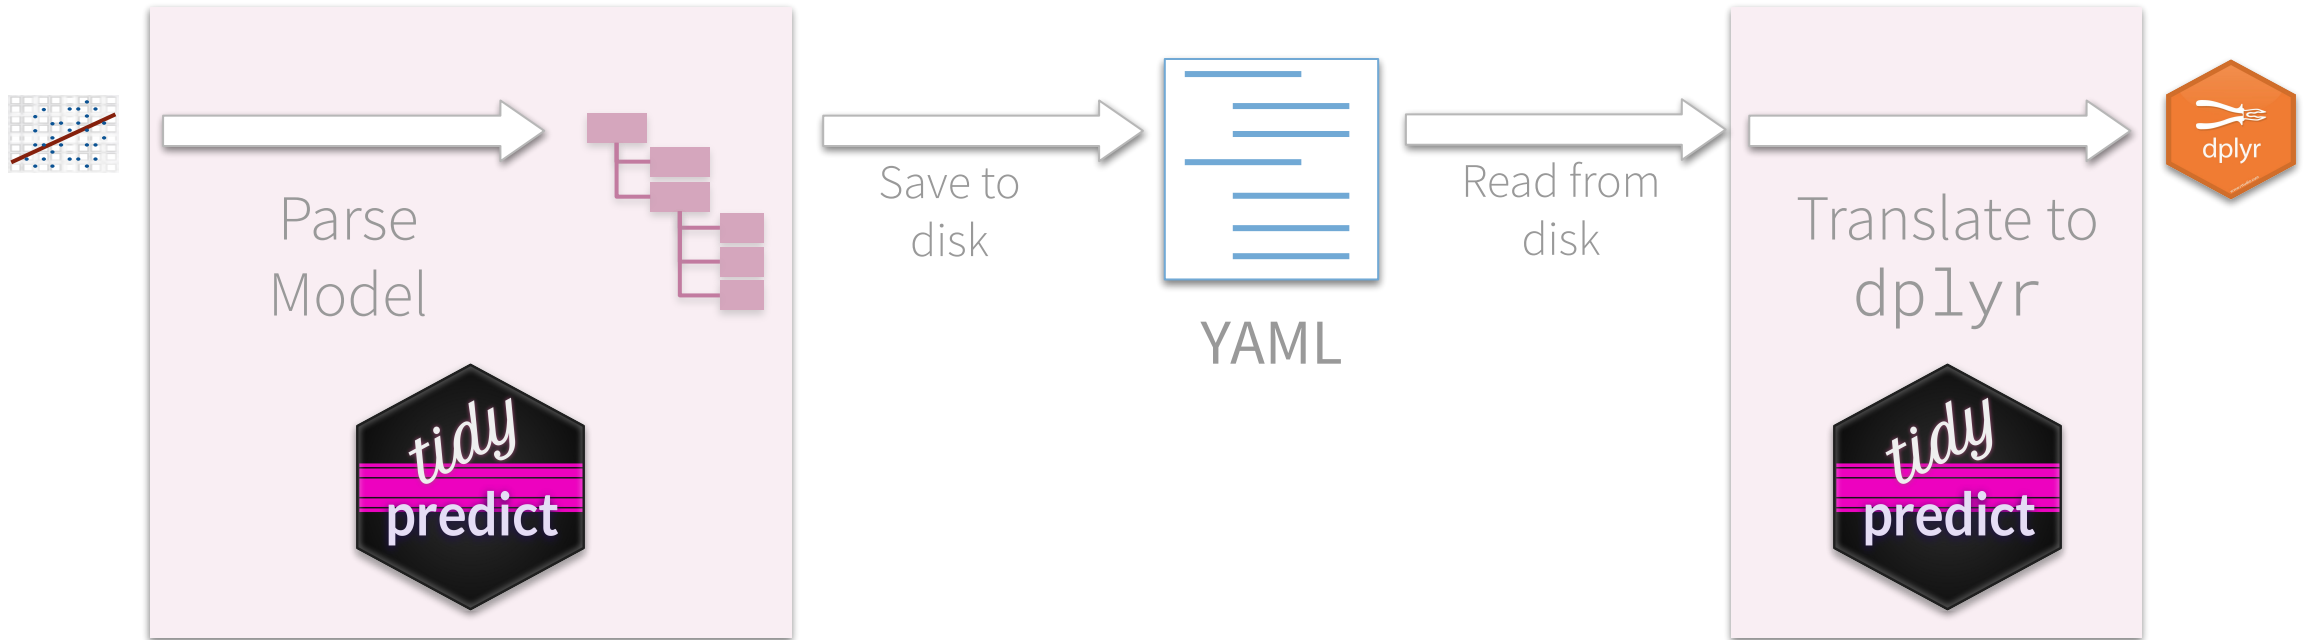 Parse
Model
tidy
predict
Save to
disk
YAML
Read from
disk
Translate to
dplyr
tidy
predict
dplyr